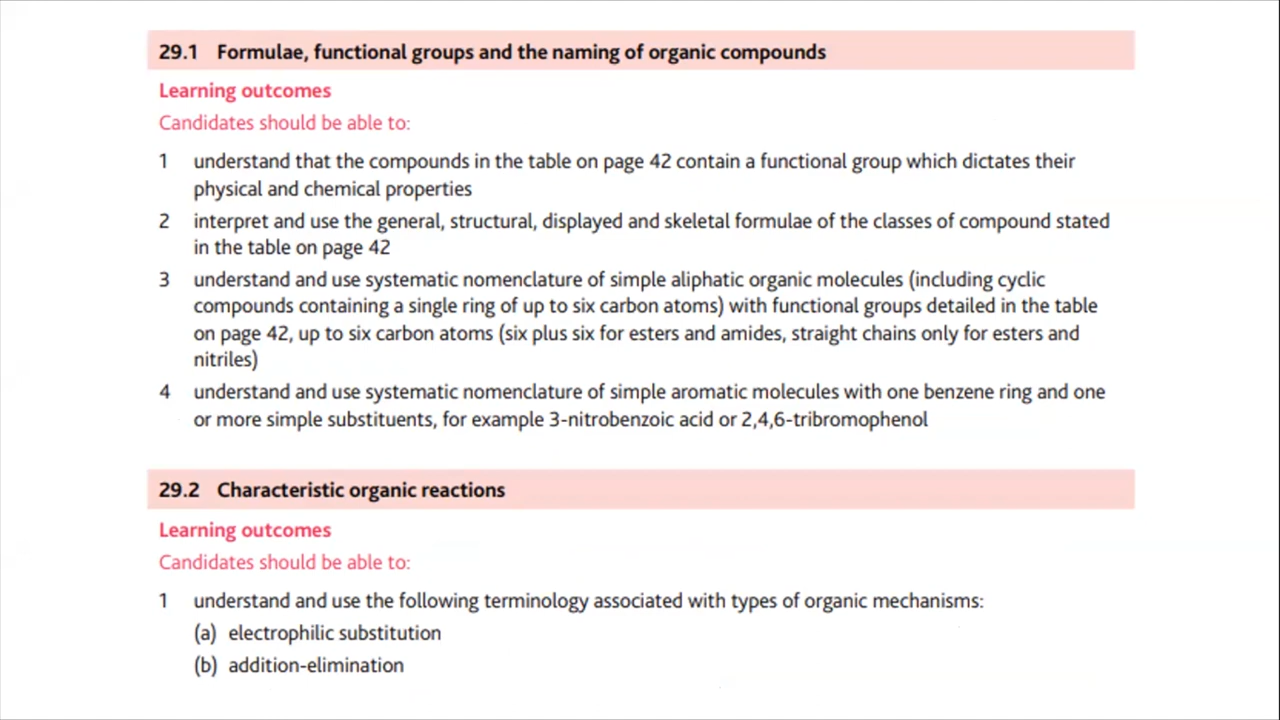 29.1 Formulae, functional groups and the naming of organic compounds
Learning outcomes
Candidates should be able to:
1 understand that the compounds in the table on page 42 contain a functional group which dictates their
physical and chemical properties
2 interpret and use the general, structural, displayed and skeletal formulae of the classes of compound stated
in the table on page 42
3 understand and use systematic nomenclature of simple aliphatic organic molecules (including cyclic
compounds containing a single ring of up to six carbon atoms) with functional groups detailed in the table
on page 42, up to six carbon atoms (six plus six for esters and amides, straight chains only for esters and
nitriles)
4 understand and use systematic nomenclature of simple aromatic molecules with one benzene ring and one
or more simple substituents, for example 3-nitrobenzoic acid or 2,4,6-tribromophenol
29.2 Characteristic organic reactions
Learning outcomes
Candidates should be able to:
1 understand and use the following terminology associated with types of organic mechanisms:
(a) electrophilic substitution
(b) addition-elimination